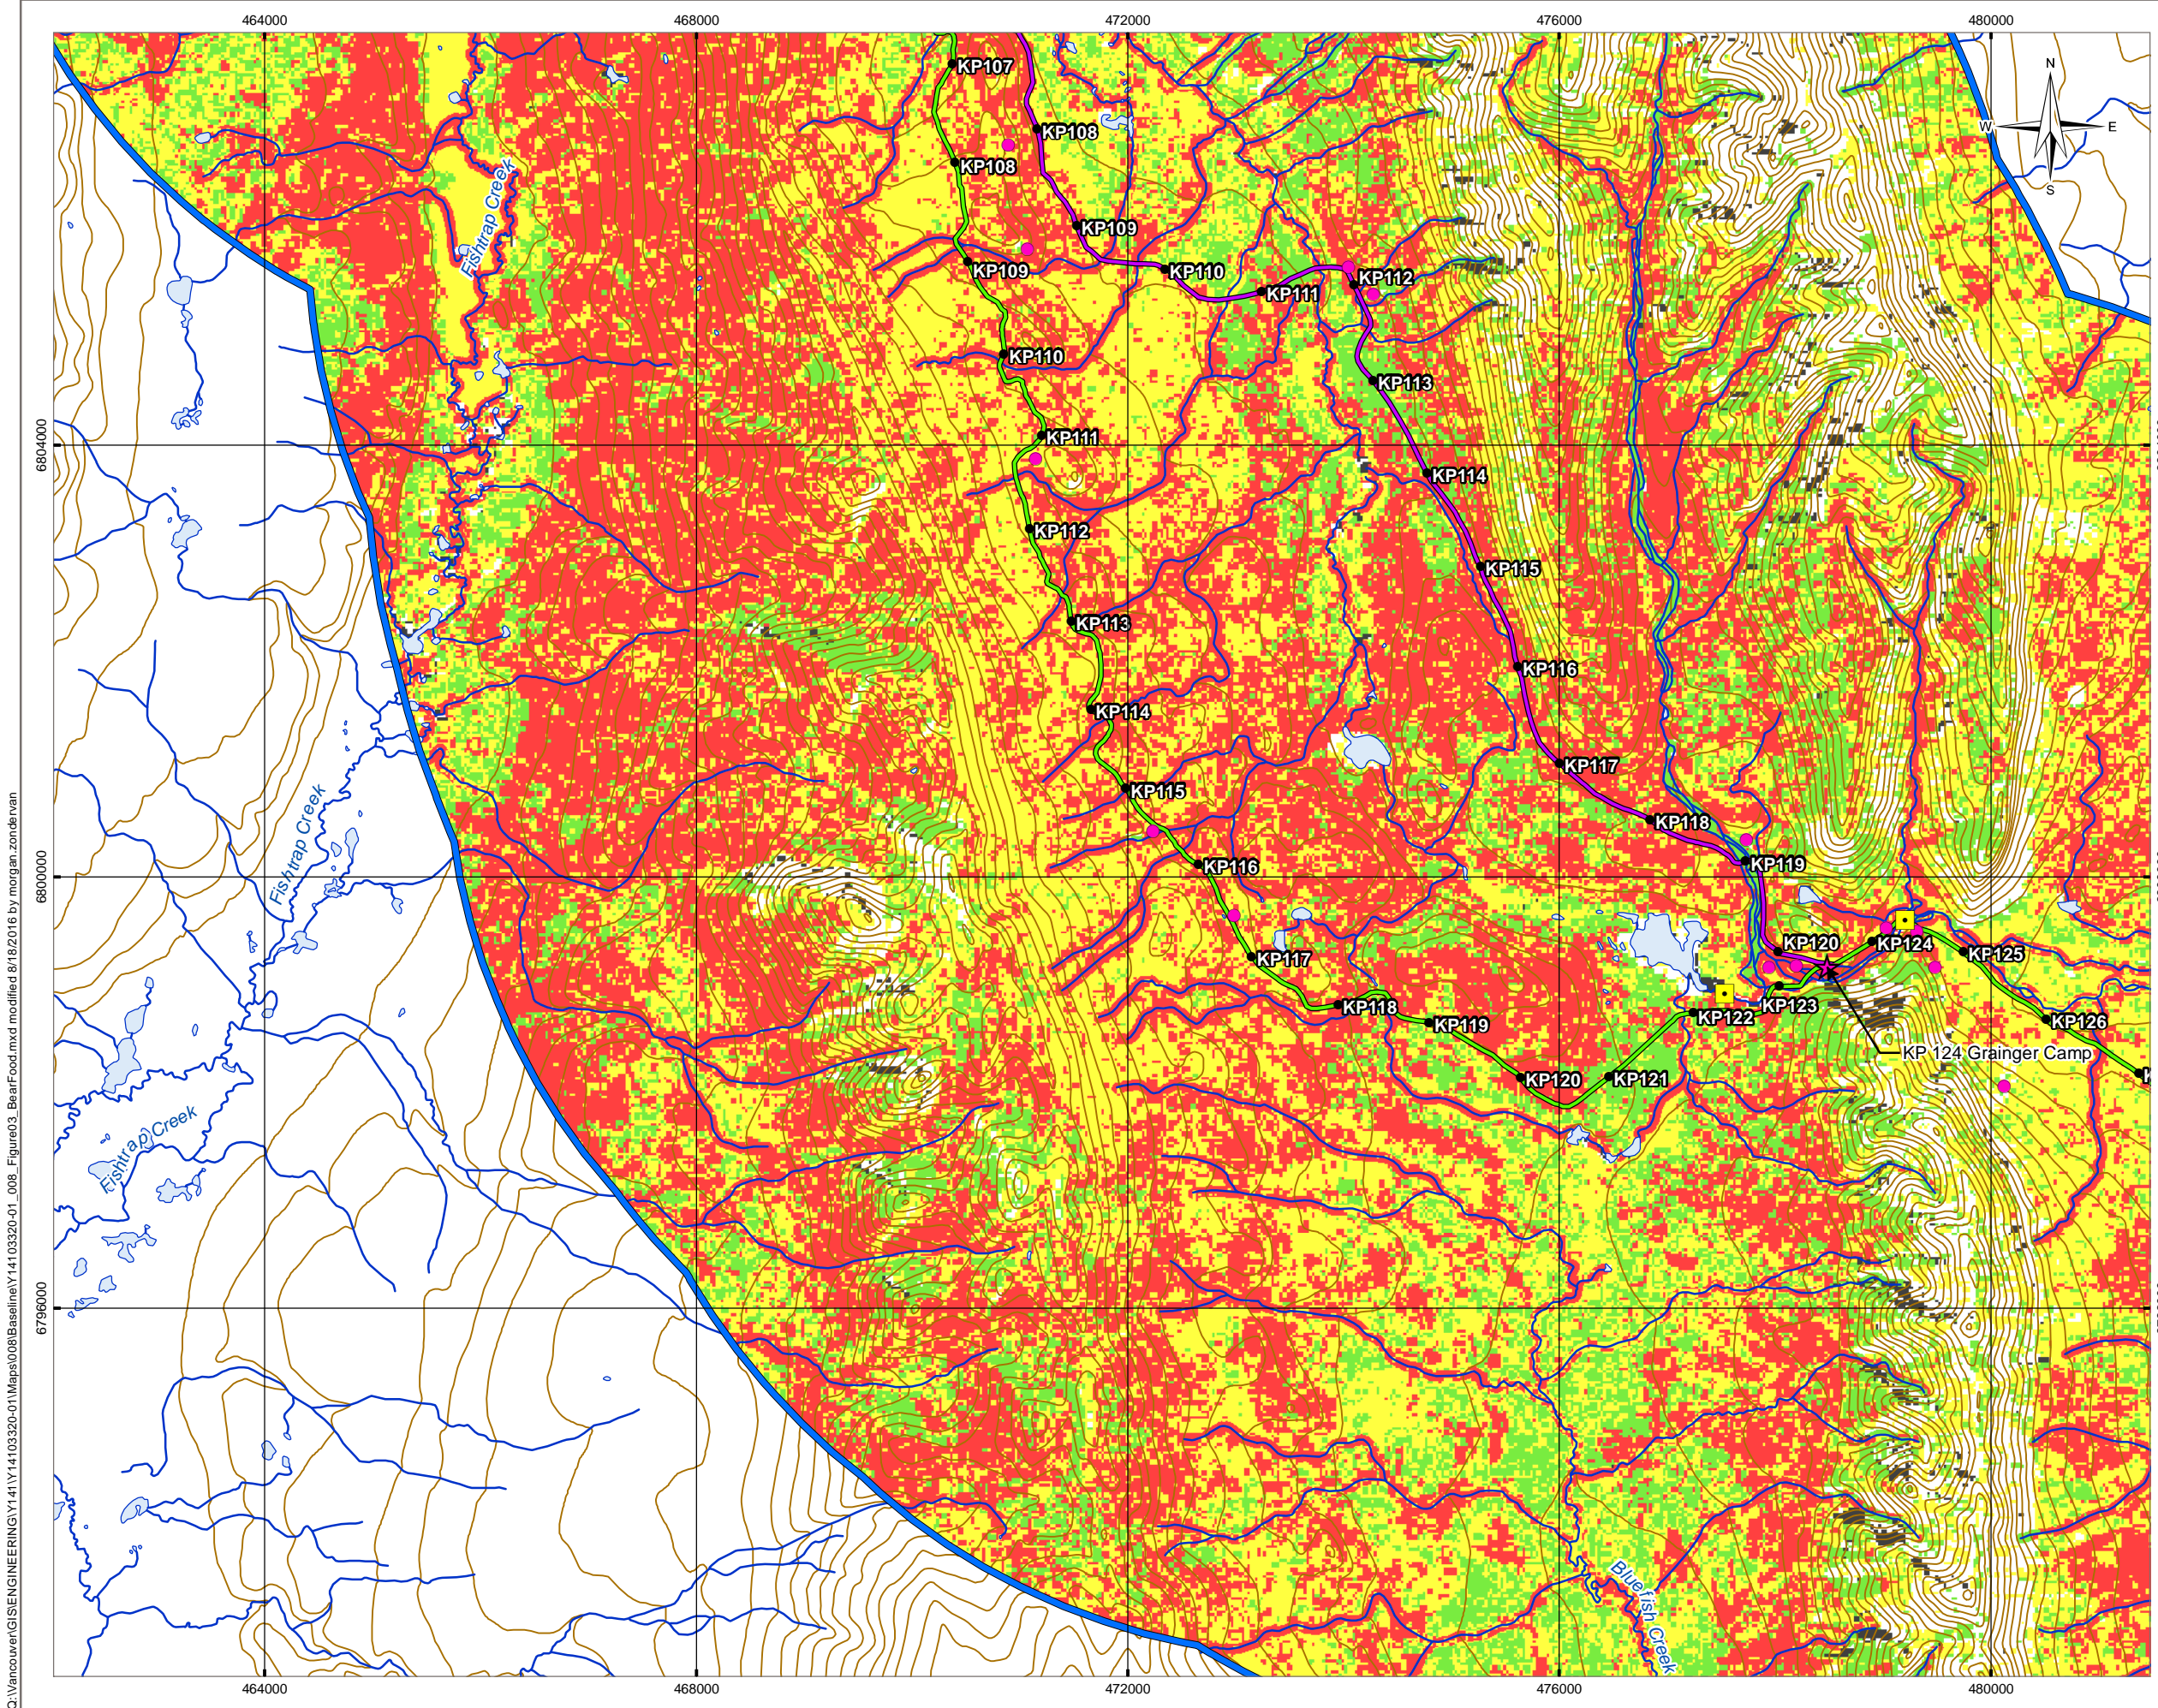 464000
468000
472000
476000
480000
N
W
E
S
KP107
KP108
KP108
KP109
KP109
KP110
KP111
KP112
KP110
KP113
KP111
KP114
KP112
KP115
KP113
KP116
KP114
KP117
KP115
KP118
KP116
KP119
KP117
KP120
KP124
KP125
KP118
KP123
KP122
KP119
KP126
KP 124 Grainger Camp
KP120
KP121
K
Fishtrap Creek
Fishtrap Creek
Fishtrap Creek
Bluefish Creek
6804000
6800000
6796000
Q:\Vancouver\GIS\ENGINEERING\Y141\Y14103320-01\Maps\008\Baseline\Y14103320-01_008_Figure03_BearFood.mxd modified 8/18/2016 by morgan.zondervan
464000
468000
472000
476000
480000